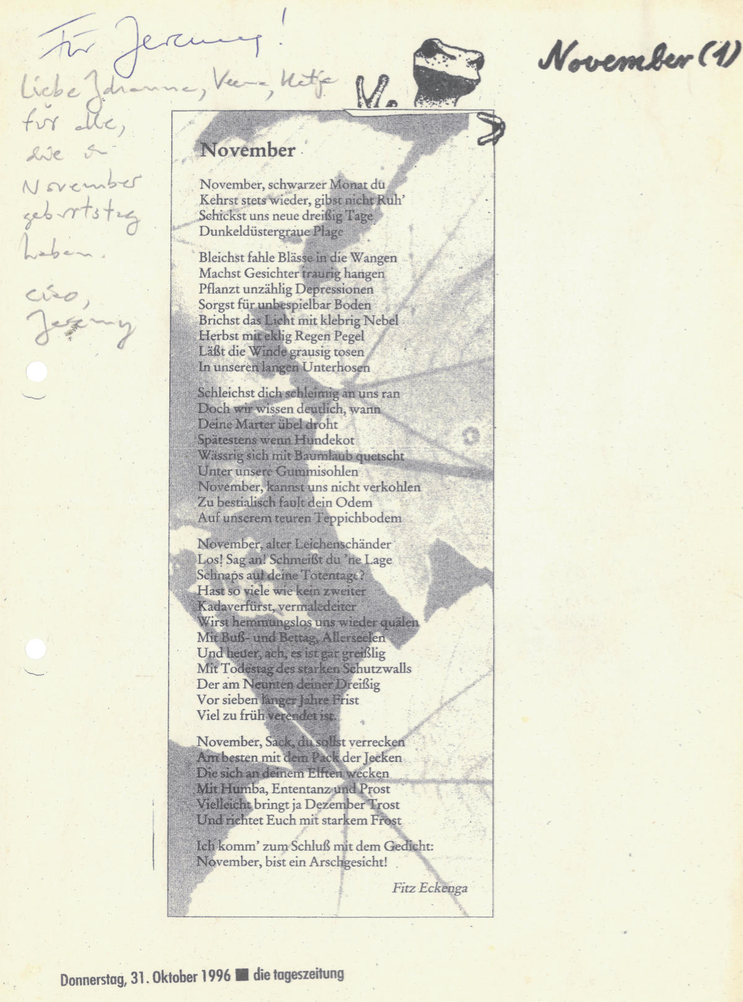 Für Jeremy!
November (1)
Liebe Johanna, Vera, Hetje
für alle,
die in
November
geburtstag
haben.
ciao,
Jeremy
November
November, schwarzer Monat du
Kehrst stets wieder, gibst nicht Ruh'
Schickst uns neue dreißig Tage
Dunkeldüstergraue Plage
Bleichst fahle Blässe in die Wangen
Machst Gesichter traurig hangen
Pflanzt unzählig Depressionen
Sorgst für unbespielbar Boden
Brichst das Licht mit klebrig Nebel
Herbst mit eklig Regen Pegel
Läßt die Winde grausig tosen
In unseren langen Unterhosen
Schleichst dich schleimig an uns ran
Doch wir wissen deutlich, wann
Deine Marter übel droht
Spätestens wenn Hundekot
Wässrig sich mit Baumlaub quetscht
Unter unsere Gummisohlen
November, kannst uns nicht verkohlen
Zu bestialisch fault dein Odem
Auf unserem teuren Teppichbodem
November, alter Leichenschänder
Los! Sag an! Schmeißt du 'ne Lage
Schnaps auf deine Totentage?
Hast so viele wie kein zweiter
Kadaverfürst, vermaledeiter
Wirst hemmungslos uns wieder quälen
Mit Buß- und Bettag, Allerseelen
Und heuer, ach, es ist gar greißlig
Mit Todestag des starken Schutzwalls
Der am Neunten deiner Dreißig
Vor sieben langer Jahre Frist
Viel zu früh verendet ist.
November, Sack, du sollst verrecken
Am besten mit dem Pack der Jecken
Die sich an deinem Elften wecken
Mit Humba, Ententanz und Prost
Vielleicht bringt ja Dezember Trost
Und richtet Euch mit starkem Frost
Ich komm' zum Schluß mit dem Gedicht:
November, bist ein Arschgesicht!
Fitz Eckenga
Donnerstag, 31. Oktober 1996 ■ die tageszeitung